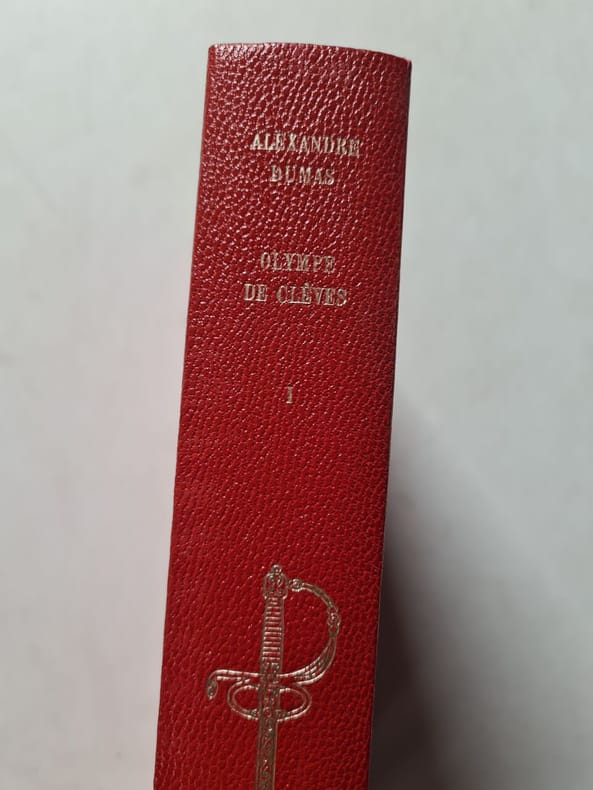 ALEXANDRE
DUMAS
OLYMPE
DE CLÈVES
I